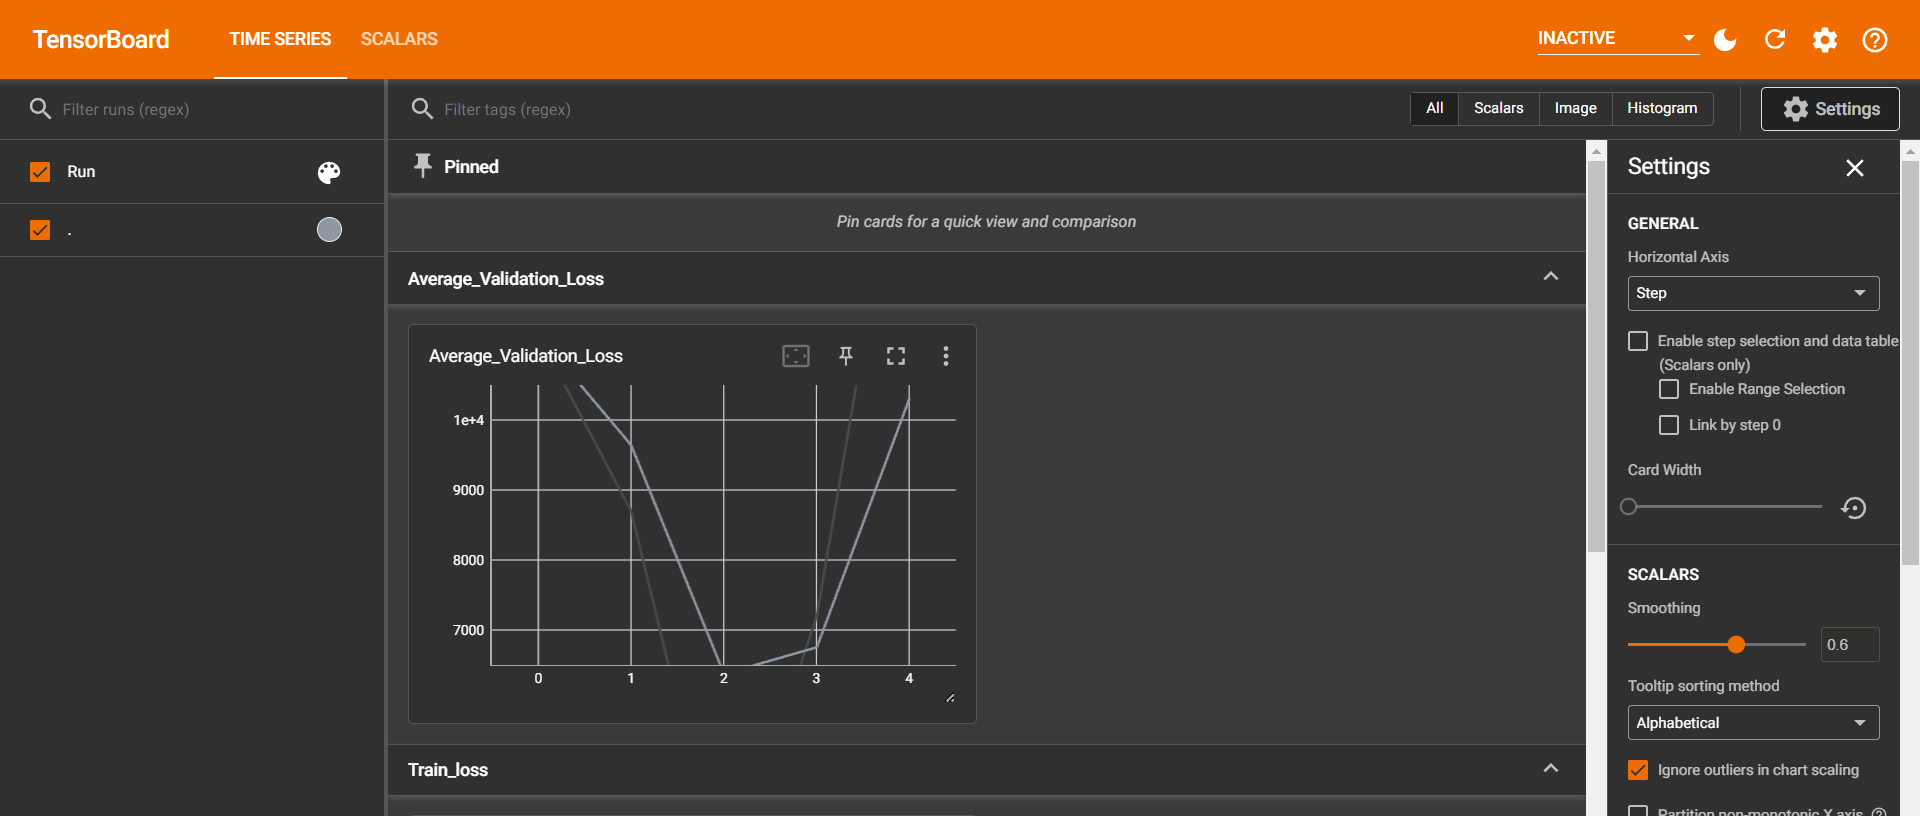 TensorBoard
TIME SERIES
SCALARS
INACTIVE
Filter runs (regex)
Filter tags (regex)
All
Scalars
Image
Histogram
Settings
Run
.
Pinned
Pin cards for a quick view and comparison
Average_Validation_Loss
Average_Validation_Loss
1e+4
9000
8000
7000
0 1 2 3 4
Train_loss
Settings
GENERAL
Horizontal Axis
Step
Enable step selection and data table
(Scalars only)
Enable Range Selection
Link by step 0
Card Width
SCALARS
Smoothing
0.6
Tooltip sorting method
Alphabetical
Ignore outliers in chart scaling
Partition non-monotonic X axis